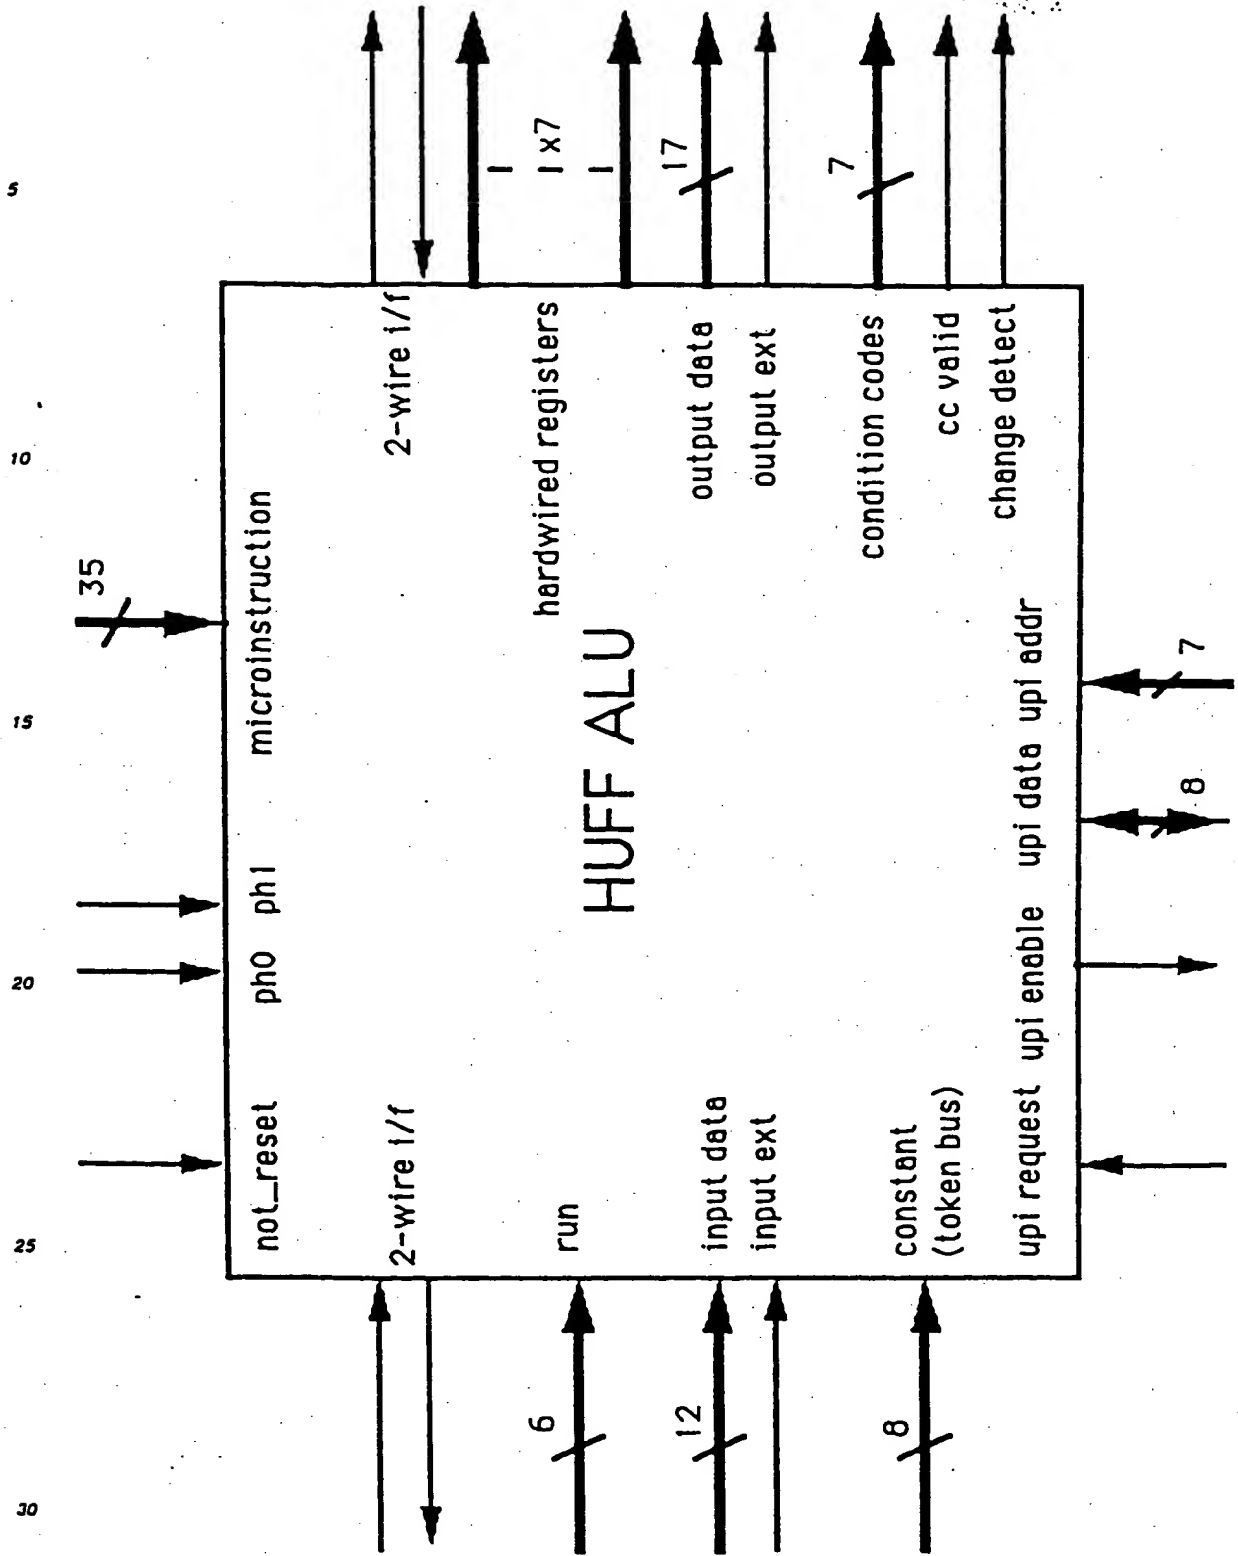 5
10
15
20
25
30
35
not_reset
ph0
ph1
microinstruction
2-wire i/f
2-wire i/f
run
6
hardwired registers
x7
HUFF ALU
input data
12
input ext
output data
17
output ext
constant
(token bus)
8
condition codes
7
cc valid
change detect
upi request
upi enable
upi data
8
upi addr
7